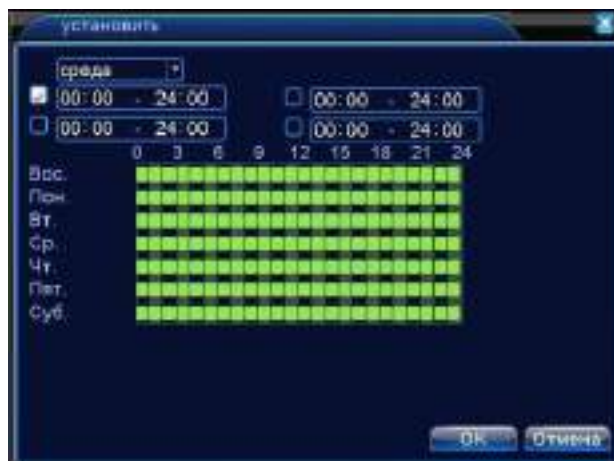 установить
среда
00:00 - 24:00 00:00 - 24:00
00:00 - 24:00 00:00 - 24:00
0 3 6 9 12 15 18 21 24
Вос.
Пон.
Вт.
Ср.
Чт.
Пят.
Суб.
OK Отмена